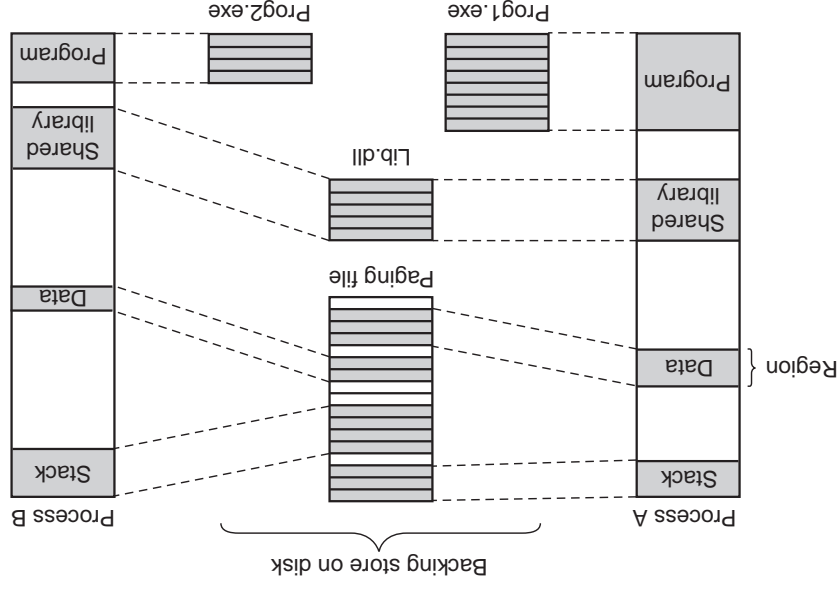 Backing store on disk
Process A
Stack
Region
Data
Shared
library
Program
Paging file
Lib.dll
Prog1.exe
Prog2.exe
Process B
Stack
Data
Shared
library
Program